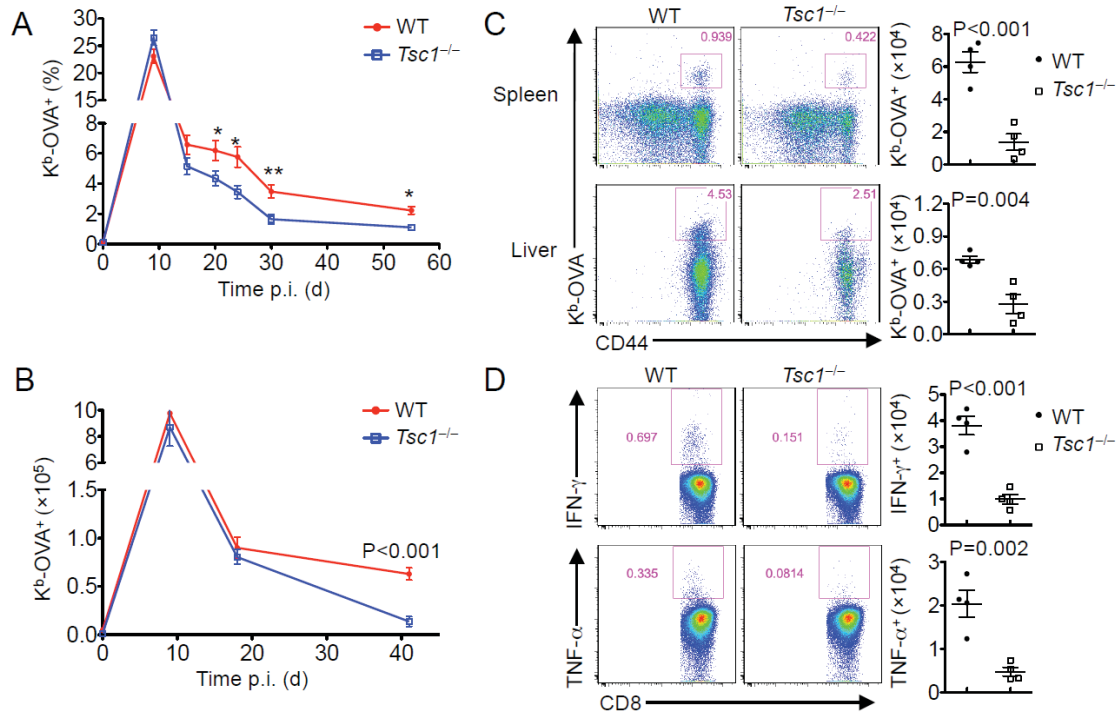 A
WT
Tsc1–/–
Kb-OVA+ (%)
30
25
20
15
10
8
6
4
2
0
*
*
**
*
0
10
20
30
40
50
60
Time p.i. (d)
B
WT
Tsc1–/–
Kb-OVA+ (×10⁵)
10
8
6
1.5
1.0
0.5
0.0
P<0.001
0
10
20
30
40
Time p.i. (d)
C
WT
Tsc1–/–
Spleen
0.939
0.422
Liver
4.53
2.51
Kb-OVA
CD44
Kb-OVA+ (×10⁴)
8
6
4
2
0
P<0.001
WT
Tsc1–/–
Kb-OVA+ (×10⁴)
1.2
0.9
0.6
0.3
0.0
P=0.004
D
WT
Tsc1–/–
IFN-γ
0.697
0.151
TNF-α
0.335
0.0814
CD8
IFN-γ+ (×10⁴)
5
4
3
2
1
0
P<0.001
WT
Tsc1–/–
TNF-α+ (×10⁴)
3
2
1
0
P=0.002